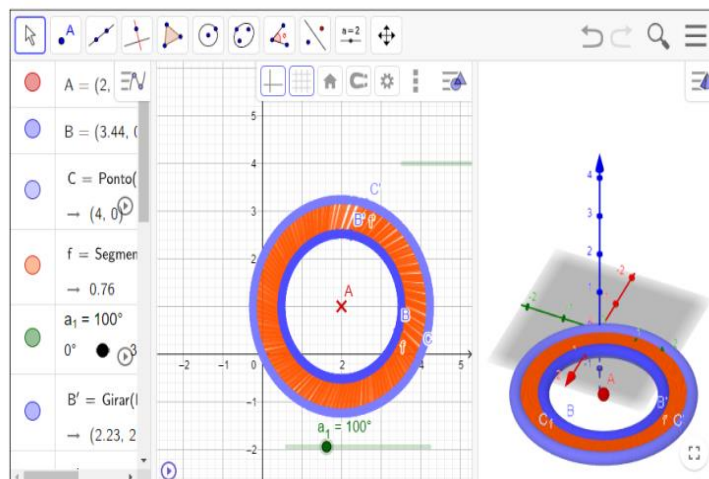 A
a=2
A = (2,
B = (3.44, 0
C = Ponto(
→ (4, 0)
f = Segmen
→ 0.76
a₁ = 100°
0°
3
B' = Girar(
→ (2.23, 2
5
4
3
2
1
0
−1
−2
−2
0
2
4
5
C'
B'
f
A
B
f
C
a₁ = 100°
4
3
2
1
-2
-2
-1
A
B
B'
C
f
C'